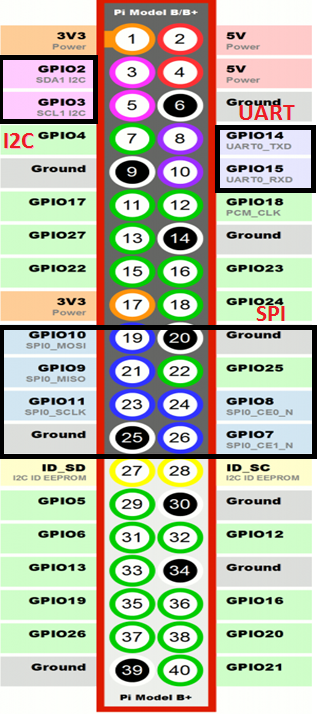 Pi Model B/B+
3V3 1 2 5V
Power Power
GPIO2 3 4 5V
SDA1 I2C Power
GPIO3 5 6 Ground
SCL1 I2C UART
I2C GPIO4 7 8 GPIO14
UART0_TXD
Ground 9 10 GPIO15
UART0_RXD
GPIO17 11 12 GPIO18
PCM_CLK
GPIO27 13 14 Ground
GPIO22 15 16 GPIO23
3V3 17 18 GPIO24
Power SPI
GPIO10 19 20 Ground
SPI0_MOSI
GPIO9 21 22 GPIO25
SPI0_MISO
GPIO11 23 24 GPIO8
SPI0_SCLK SPI0_CE0_N
Ground 25 26 GPIO7
SPI0_CE1_N
ID_SD 27 28 ID_SC
I2C ID EEPROM I2C ID EEPROM
GPIO5 29 30 Ground
GPIO6 31 32 GPIO12
GPIO13 33 34 Ground
GPIO19 35 36 GPIO16
GPIO26 37 38 GPIO20
Ground 39 40 GPIO21
Pi Model B+